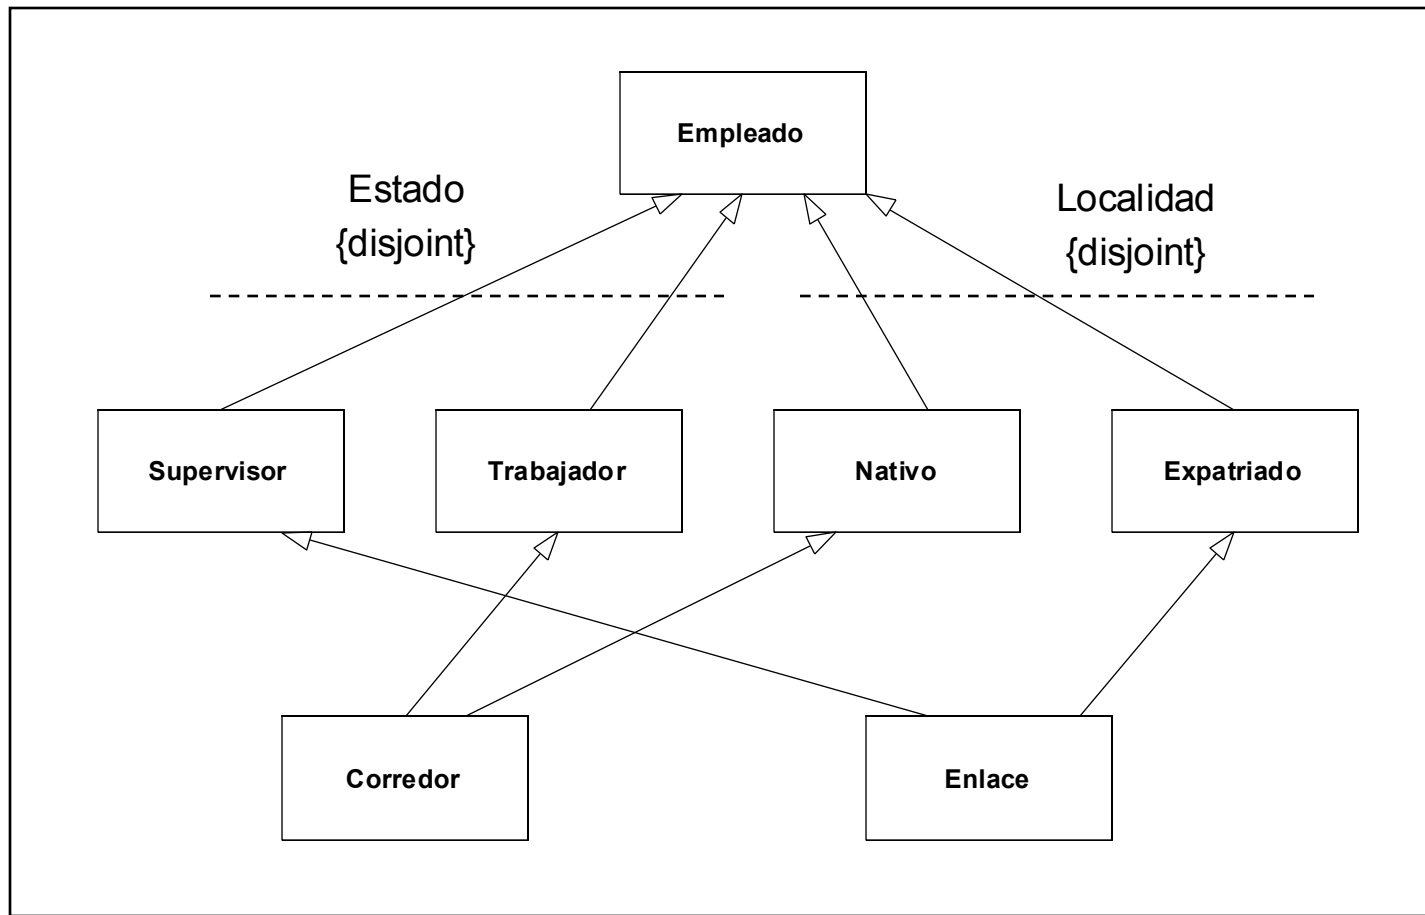 Empleado
Estado
{disjoint}
Localidad
{disjoint}
Supervisor
Trabajador
Nativo
Expatriado
Corredor
Enlace